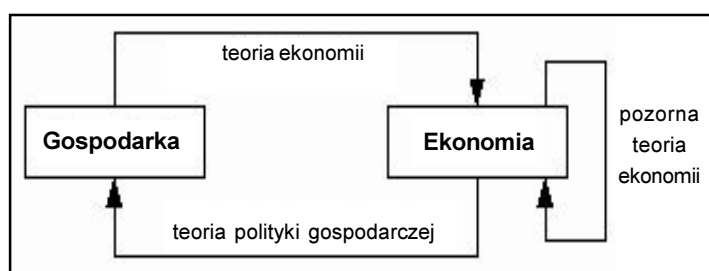 teoria ekonomii
Gospodarka
Ekonomia
pozorna
teoria
ekonomii
teoria polityki gospodarczej